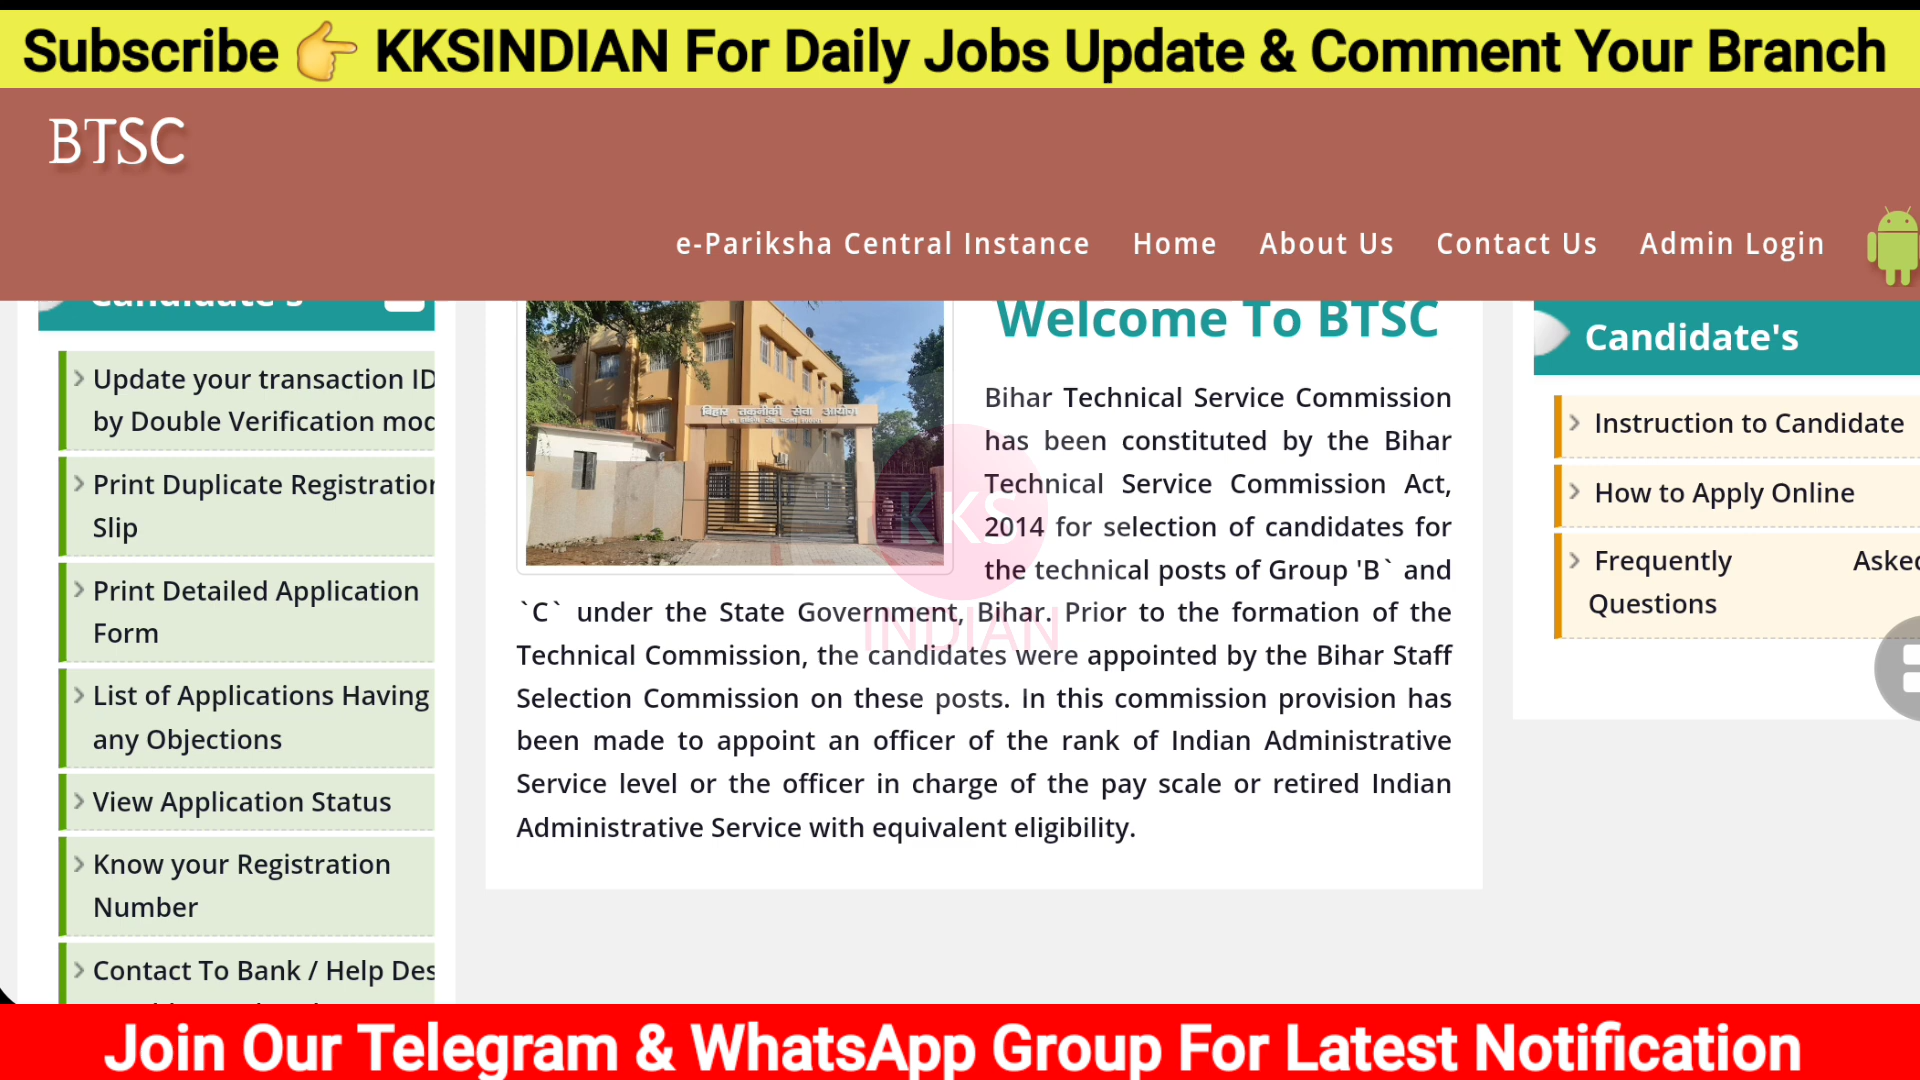 Subscribe 👉 KKSINDIAN For Daily Jobs Update & Comment Your Branch
BTSC
e-Pariksha Central Instance Home About Us Contact Us Admin Login
Candidate's
Update your transaction ID
by Double Verification mod
Print Duplicate Registration
Slip
Print Detailed Application
Form
List of Applications Having
any Objections
View Application Status
Know your Registration
Number
Contact To Bank / Help Des
बिहार तकनीकी सेवा आयोग
Welcome To BTSC
Bihar Technical Service Commission
has been constituted by the Bihar
Technical Service Commission Act,
2014 for selection of candidates for
the technical posts of Group 'B` and
`C` under the State Government, Bihar. Prior to the formation of the
Technical Commission, the candidates were appointed by the Bihar Staff
Selection Commission on these posts. In this commission provision has
been made to appoint an officer of the rank of Indian Administrative
Service level or the officer in charge of the pay scale or retired Indian
Administrative Service with equivalent eligibility.
KKS
INDIAN
Candidate's
Instruction to Candidate
How to Apply Online
Frequently Asked
Questions
Join Our Telegram & WhatsApp Group For Latest Notification